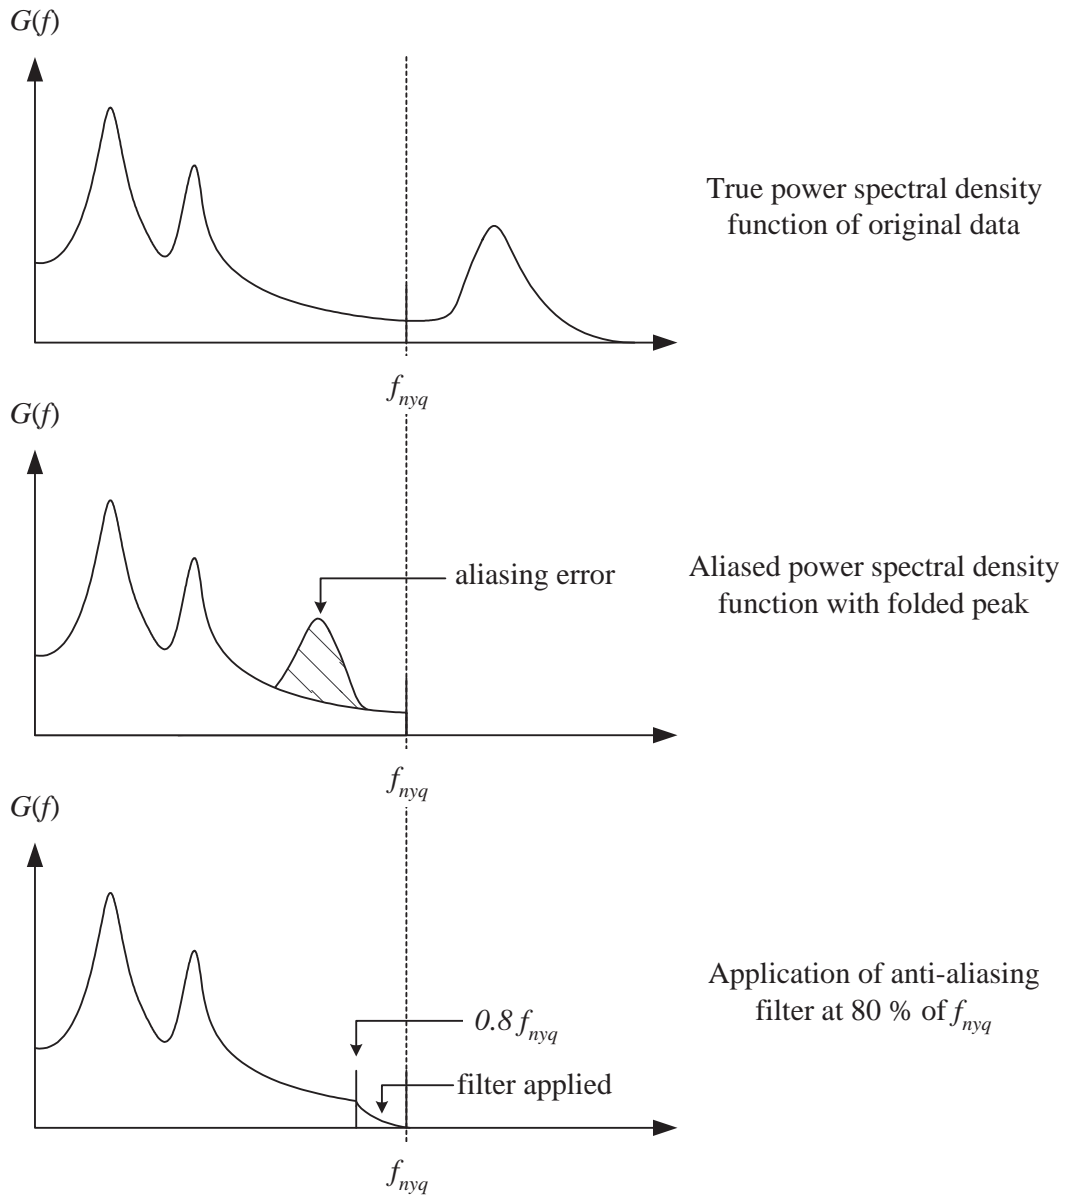 G(f)
True power spectral density
function of original data
f_nyq
G(f)
aliasing error
Aliased power spectral density
function with folded peak
f_nyq
G(f)
Application of anti-aliasing
filter at 80 % of f_nyq
0.8 f_nyq
filter applied
f_nyq